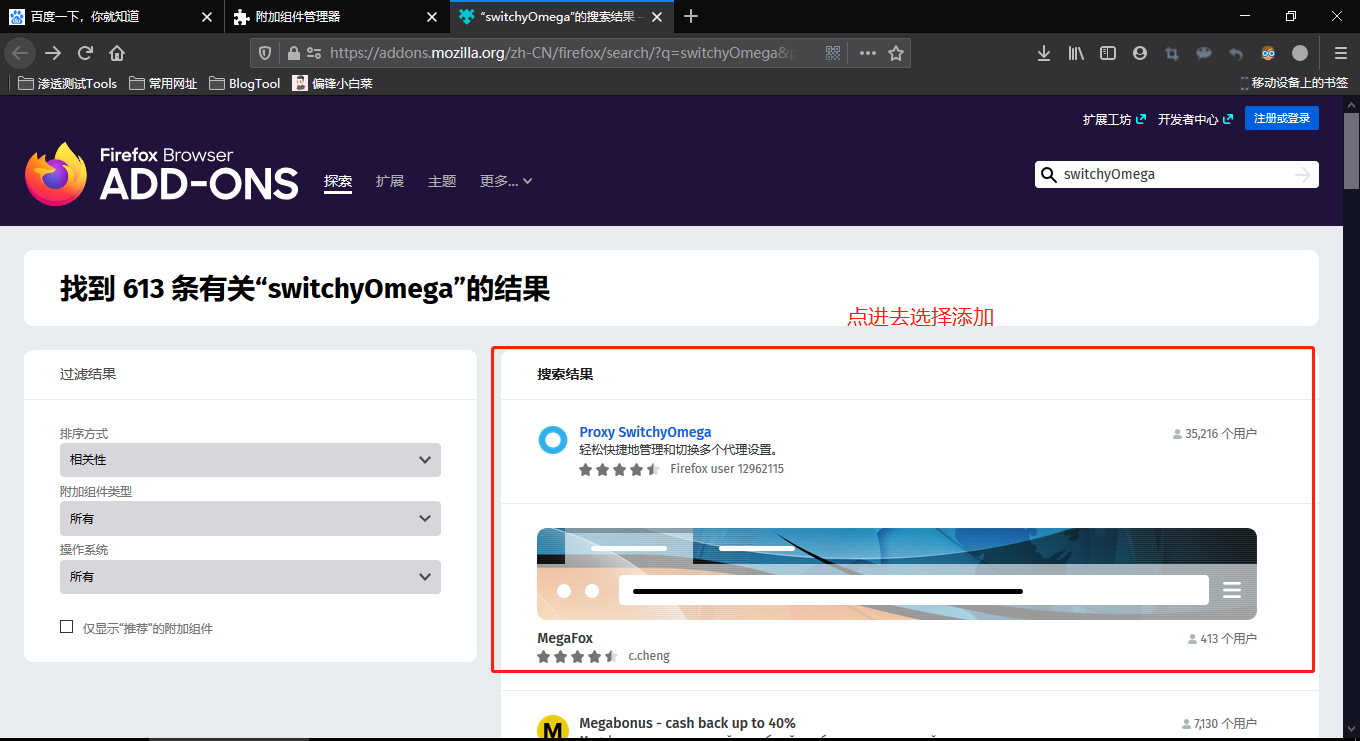 百度一下，你就知道
附加组件管理器
“switchyOmega”的搜索结果 –
https://addons.mozilla.org/zh-CN/firefox/search/?q=switchyOmega&p
渗透测试Tools
常用网址
BlogTool
偏锋小白菜
移动设备上的书签
扩展工坊
开发者中心
注册或登录
Firefox Browser
ADD-ONS
探索
扩展
主题
更多...
switchyOmega
找到 613 条有关“switchyOmega”的结果
点进去选择添加
过滤结果
排序方式
相关性
附加组件类型
所有
操作系统
所有
仅显示“推荐”的附加组件
搜索结果
Proxy SwitchyOmega
35,216 个用户
轻松快捷地管理和切换多个代理设置。
Firefox user 12962115
MegaFox
413 个用户
c.cheng
M
Megabonus - cash back up to 40%
7,130 个用户